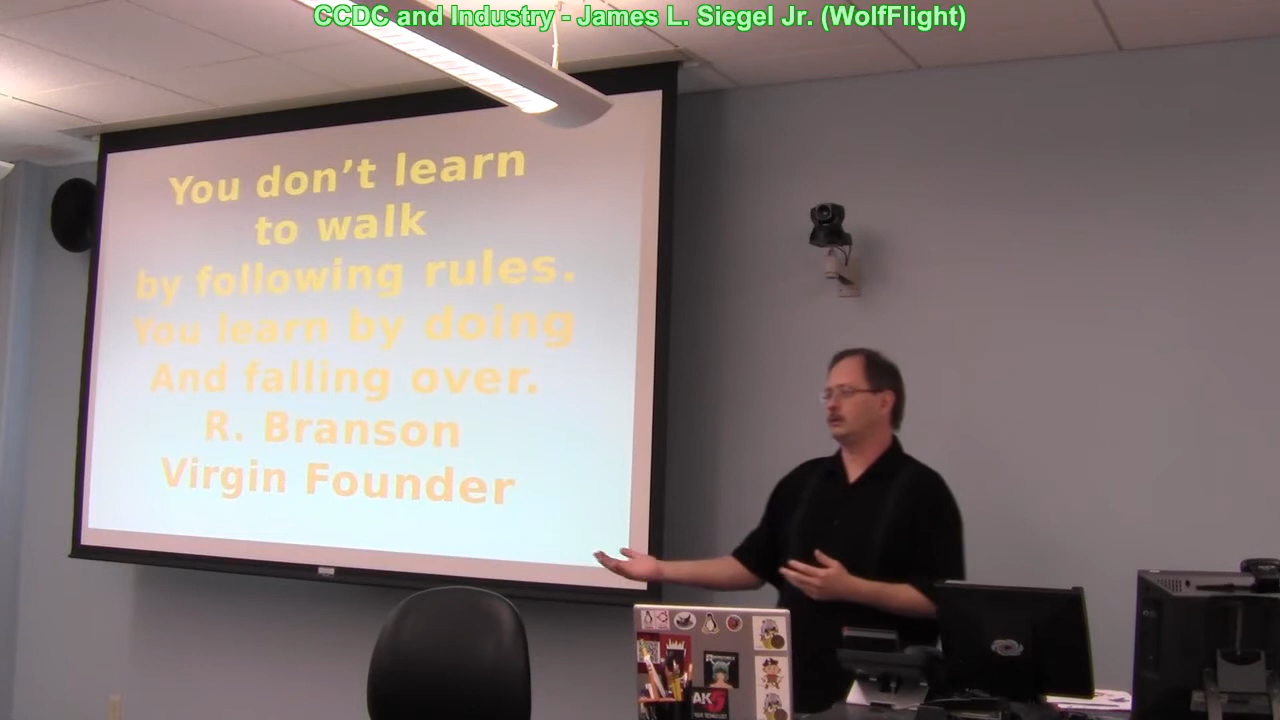 CCDC and Industry - James L. Siegel Jr. (WolfFlight)
You don’t learn
to walk
by following rules.
You learn by doing
And falling over.
R. Branson
Virgin Founder
AK5